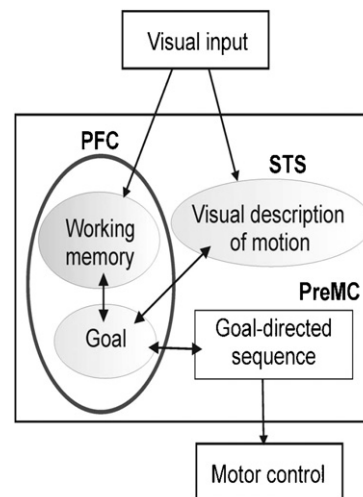 Visual input
PFC
STS
Working
memory
Visual description
of motion
PreMC
Goal
Goal-directed
sequence
Motor control